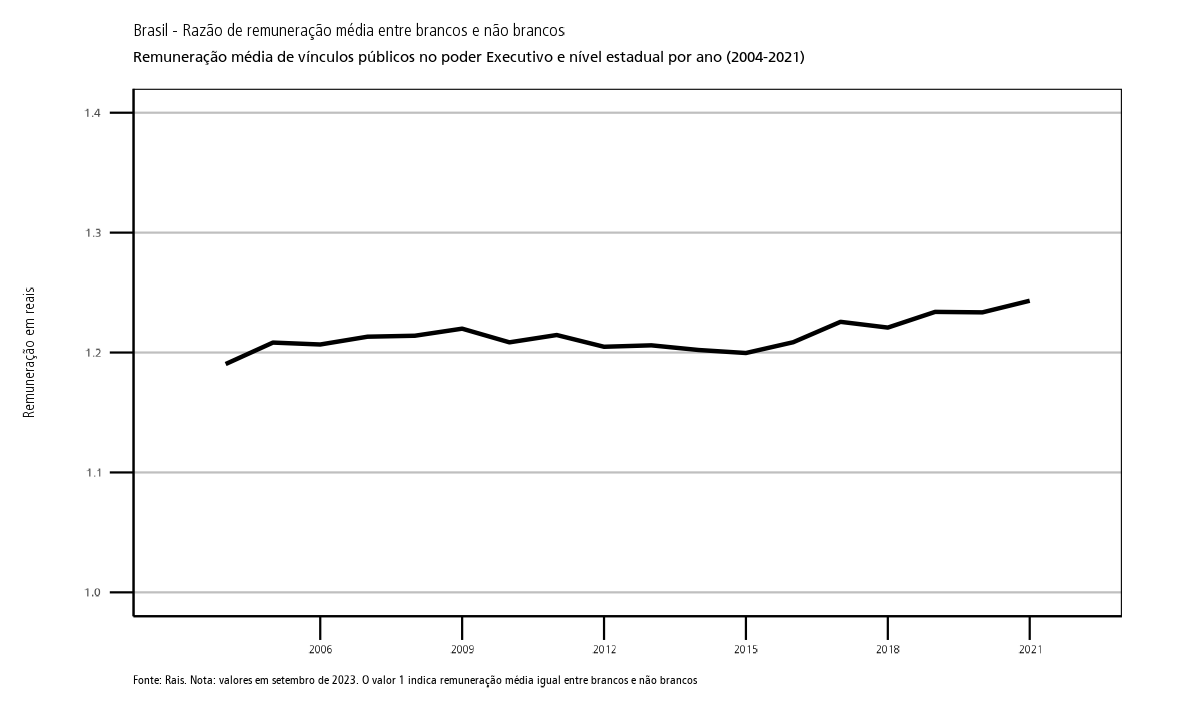 Brasil - Razão de remuneração média entre brancos e não brancos
Remuneração média de vínculos públicos no poder Executivo e nível estadual por ano (2004-2021)
1.4
1.3
1.2
1.1
1.0
Remuneração em reais
2006
2009
2012
2015
2018
2021
Fonte: Rais. Nota: valores em setembro de 2023. O valor 1 indica remuneração média igual entre brancos e não brancos